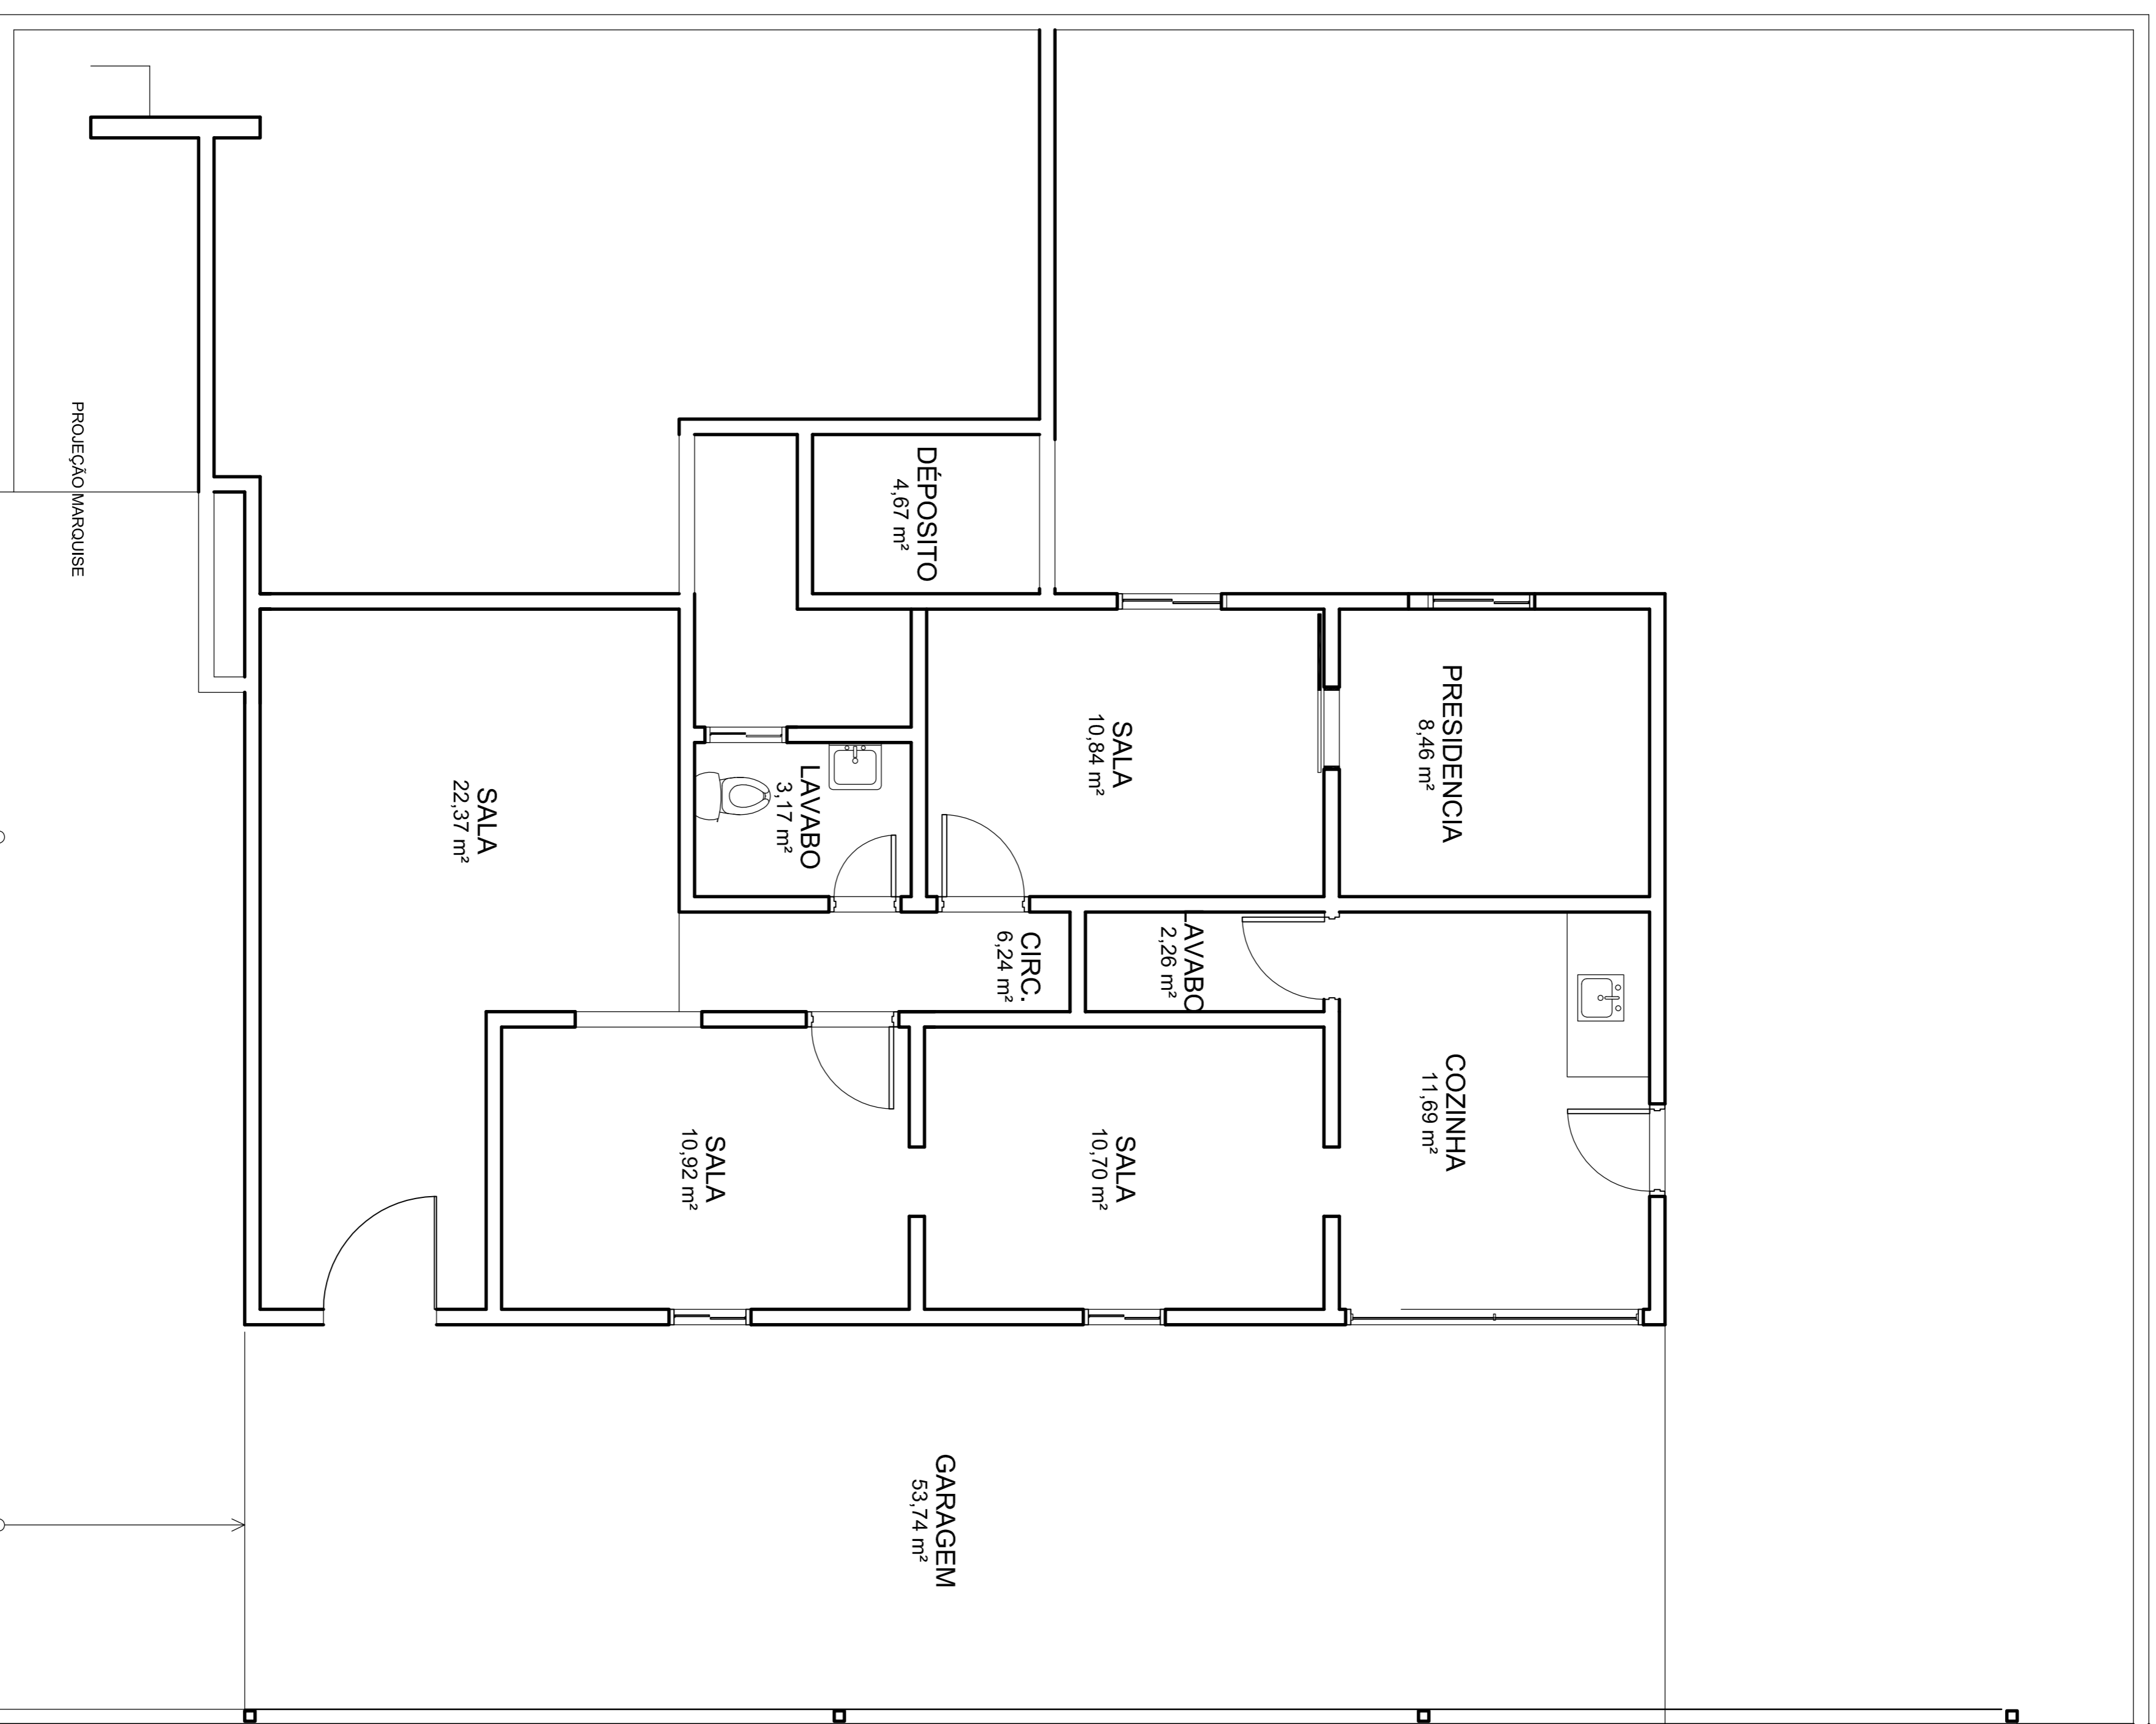 PROJEÇÃO MARQUISE
DÉPOSITO
4,67 m²
PRESIDENCIA
8,46 m²
SALA
10,84 m²
LAVABO
3,17 m²
SALA
22,37 m²
CIRC.
6,24 m²
LAVABO
2,26 m²
COZINHA
11,69 m²
SALA
10,70 m²
SALA
10,92 m²
GARAGEM
53,74 m²